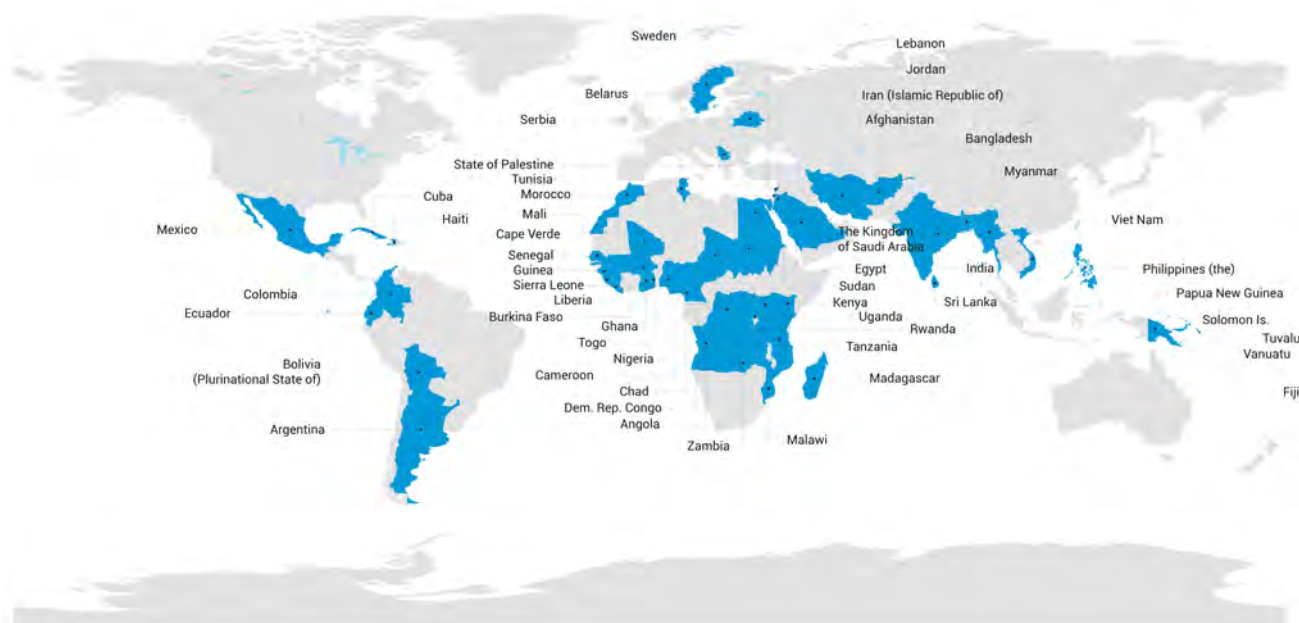 Sweden
Lebanon
Jordan
Belarus
Iran (Islamic Republic of)
Serbia
Afghanistan
Bangladesh
State of Palestine
Myanmar
Tunisia
Cuba
Morocco
Haiti
Mali
Viet Nam
Mexico
Cape Verde
The Kingdom
of Saudi Arabia
Senegal
Guinea
Egypt
India
Philippines (the)
Sierra Leone
Sudan
Colombia
Liberia
Kenya
Sri Lanka
Papua New Guinea
Ecuador
Burkina Faso
Uganda
Solomon Is.
Ghana
Rwanda
Togo
Tanzania
Tuvalu
Nigeria
Vanuatu
Bolivia
(Plurinational State of)
Cameroon
Madagascar
Chad
Fiji
Dem. Rep. Congo
Angola
Argentina
Zambia
Malawi